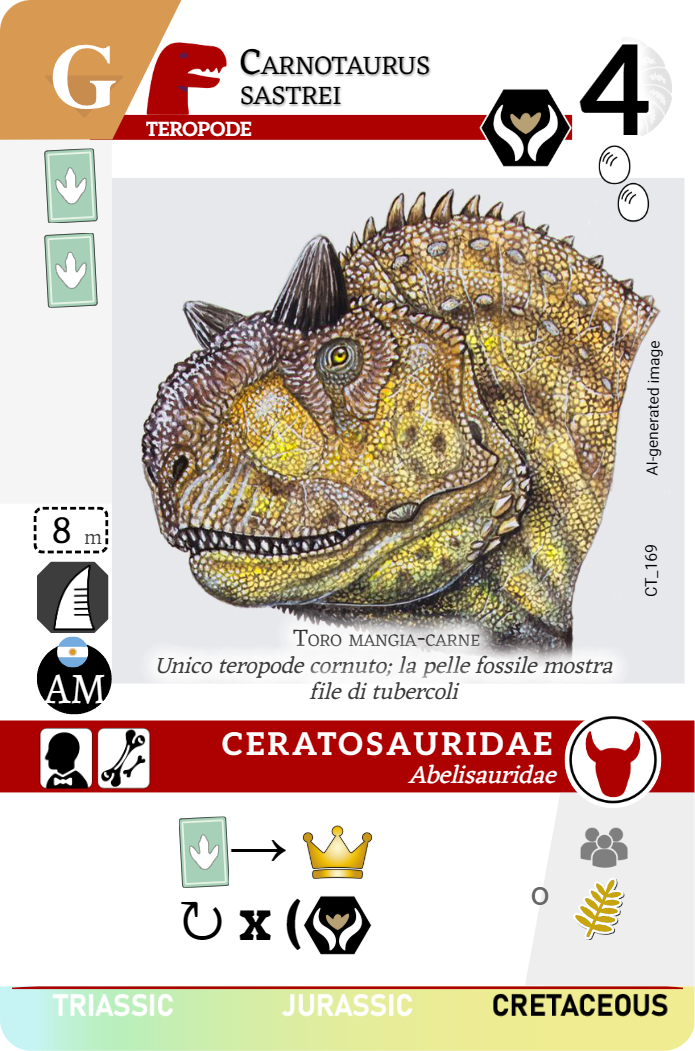 G
CARNOTAURUS
SASTREI
4
TEROPODE
AI-generated image
CT_169
8 m
AM
TORO MANGIA-CARNE
Unico teropode cornuto; la pelle fossile mostra
file di tubercoli
CERATOSAURIDAE
Abelisauridae
x (
O
TRIASSIC JURASSIC CRETACEOUS